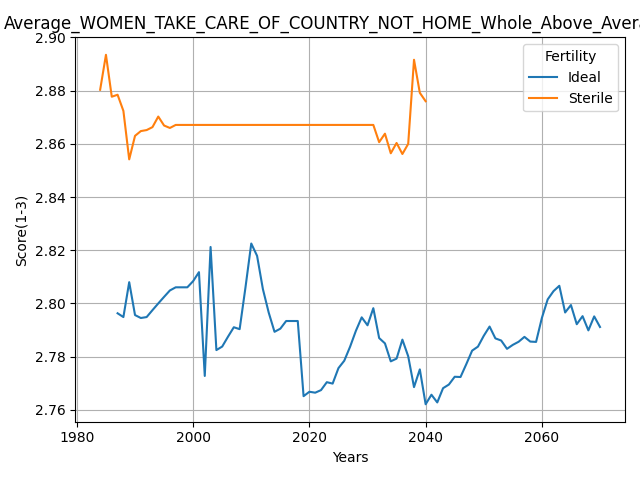 Average_WOMEN_TAKE_CARE_OF_COUNTRY_NOT_HOME_Whole_Above_Avera
2.90
2.88
2.86
2.84
2.82
2.80
2.78
2.76
Score(1-3)
Fertility
Ideal
Sterile
1980 2000 2020 2040 2060
Years